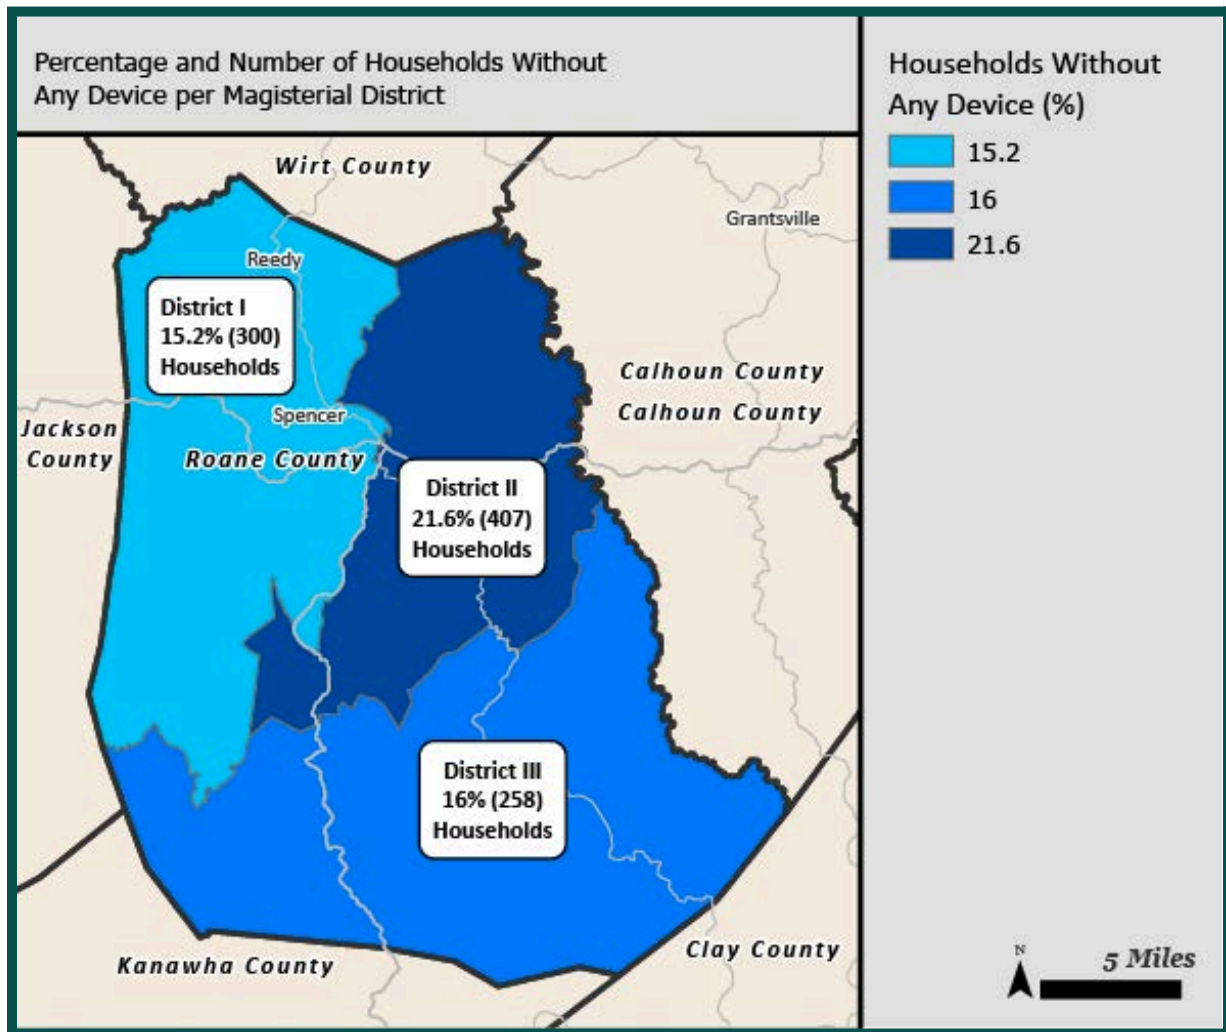 Percentage and Number of Households Without
Any Device per Magisterial District
Households Without
Any Device (%)
15.2
16
21.6
Wirt County
Grantsville
Reedy
District I
15.2% (300)
Households
Calhoun County
Calhoun County
Spencer
Jackson
County
Roane County
District II
21.6% (407)
Households
District III
16% (258)
Households
Clay County
Kanawha County
N
5 Miles